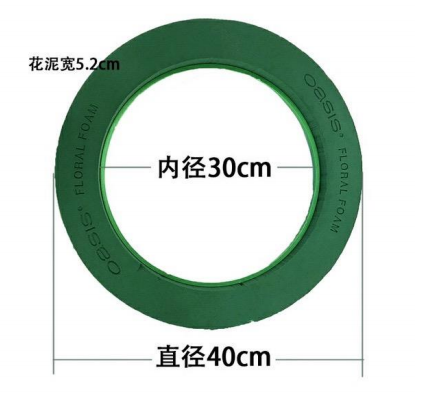 花泥宽5.2cm
OASIS® FLORAL FOAM
内径30cm
OASIS® FLORAL FOAM
直径40cm